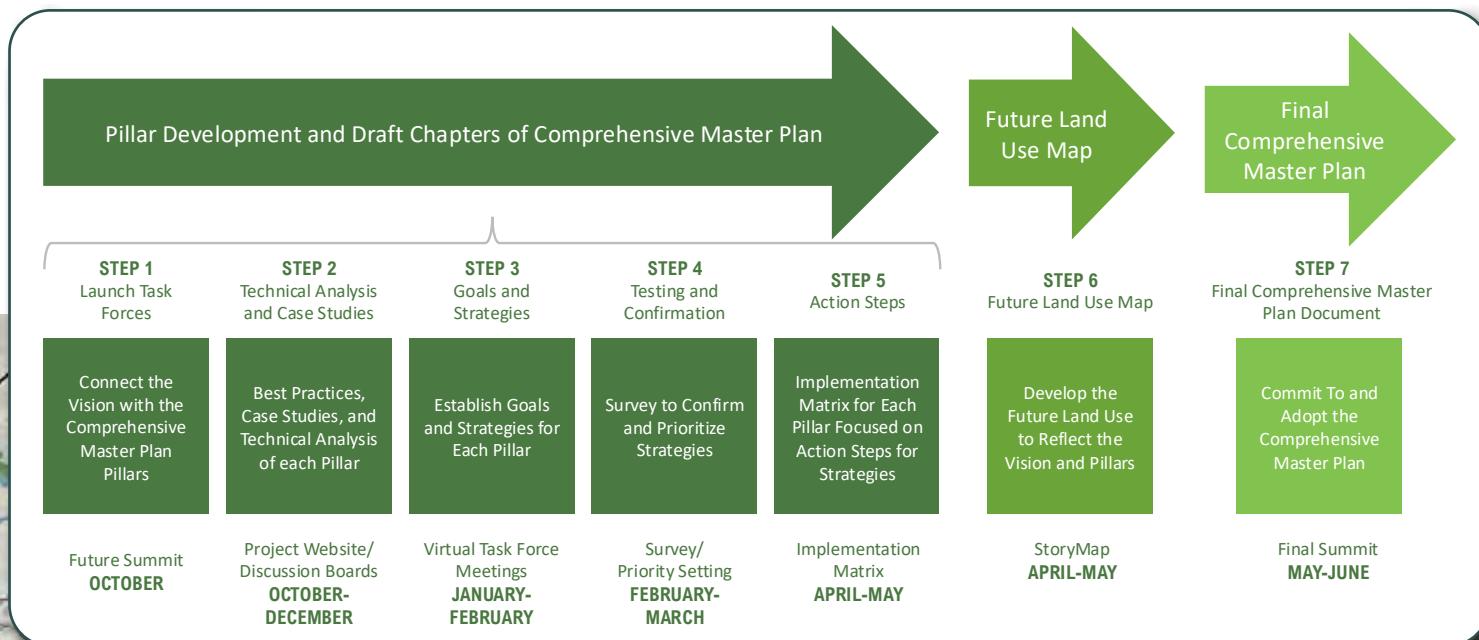 Pillar Development and Draft Chapters of Comprehensive Master Plan
Future Land
Use Map
Final
Comprehensive
Master Plan
STEP 1
Launch Task
Forces
STEP 2
Technical Analysis
and Case Studies
STEP 3
Goals and
Strategies
STEP 4
Testing and
Confirmation
STEP 5
Action Steps
STEP 6
Future Land Use Map
STEP 7
Final Comprehensive Master
Plan Document
Connect the
Vision with the
Comprehensive
Master Plan
Pillars
Best Practices,
Case Studies, and
Technical Analysis
of each Pillar
Establish Goals
and Strategies for
Each Pillar
Survey to Confirm
and Prioritize
Strategies
Implementation
Matrix for Each
Pillar Focused on
Action Steps for
Strategies
Develop the
Future Land Use
to Reflect the
Vision and Pillars
Commit To and
Adopt the
Comprehensive
Master Plan
Future Summit
OCTOBER
Project Website/
Discussion Boards
OCTOBER-
DECEMBER
Virtual Task Force
Meetings
JANUARY-
FEBRUARY
Survey/
Priority Setting
FEBRUARY-
MARCH
Implementation
Matrix
APRIL-MAY
StoryMap
APRIL-MAY
Final Summit
MAY-JUNE